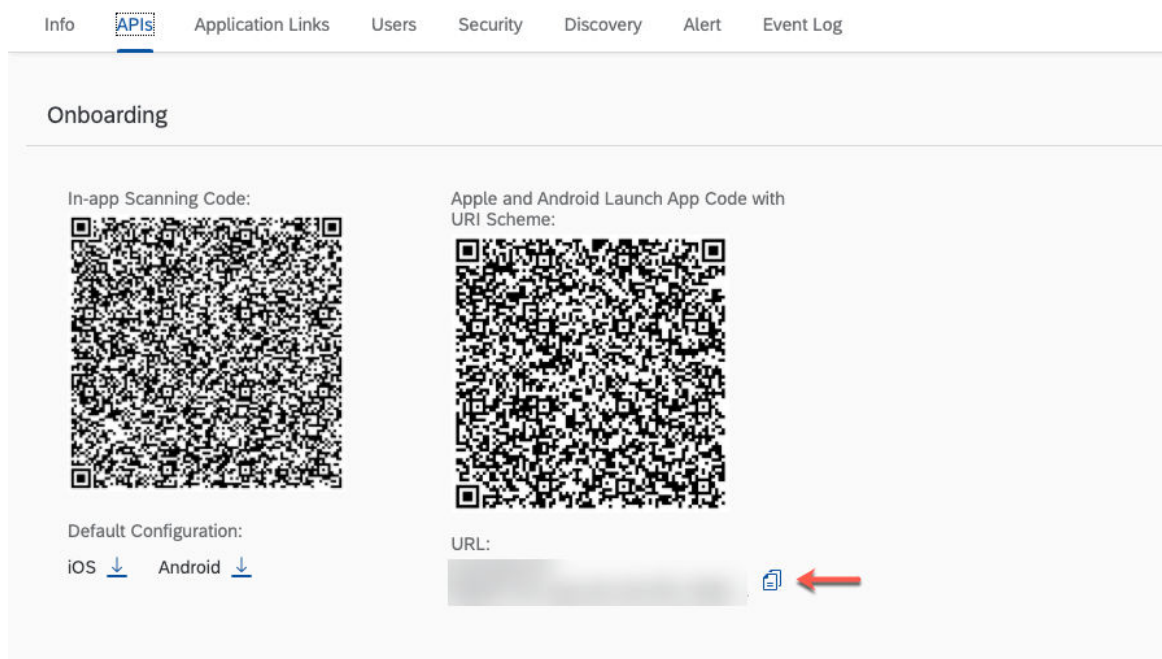 Info APIs Application Links Users Security Discovery Alert Event Log
Onboarding
In-app Scanning Code:
Apple and Android Launch App Code with
URI Scheme:
Default Configuration:
iOS Android
URL: